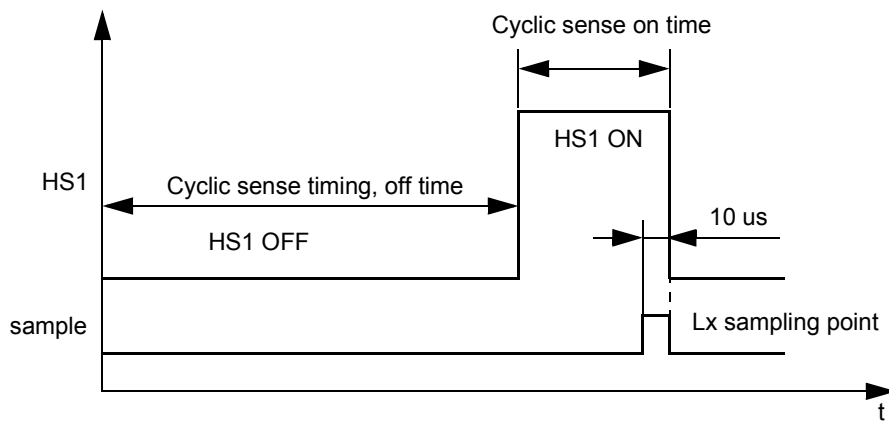 Cyclic sense on time
HS1 ON
HS1
Cyclic sense timing, off time
10 us
HS1 OFF
sample
Lx sampling point
t